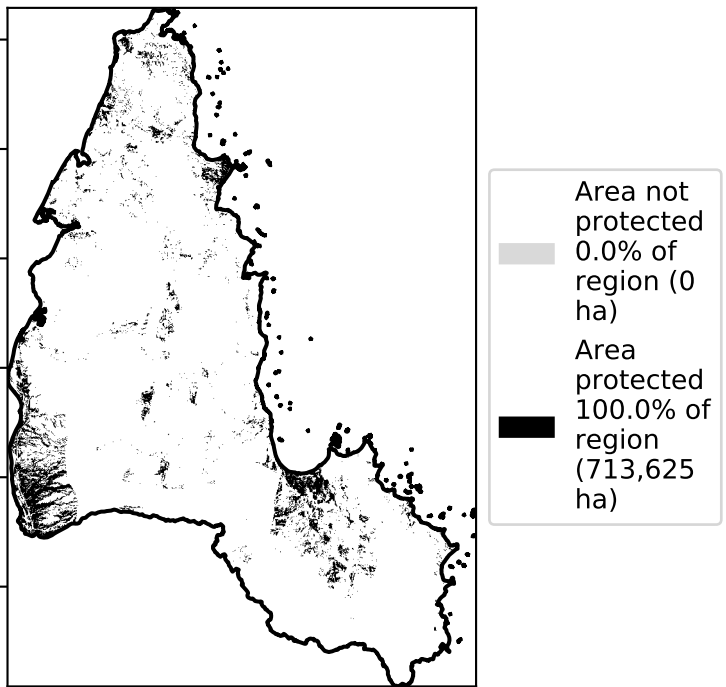 Area not
protected
0.0% of
region (0
ha)
Area
protected
100.0% of
region
(713,625
ha)